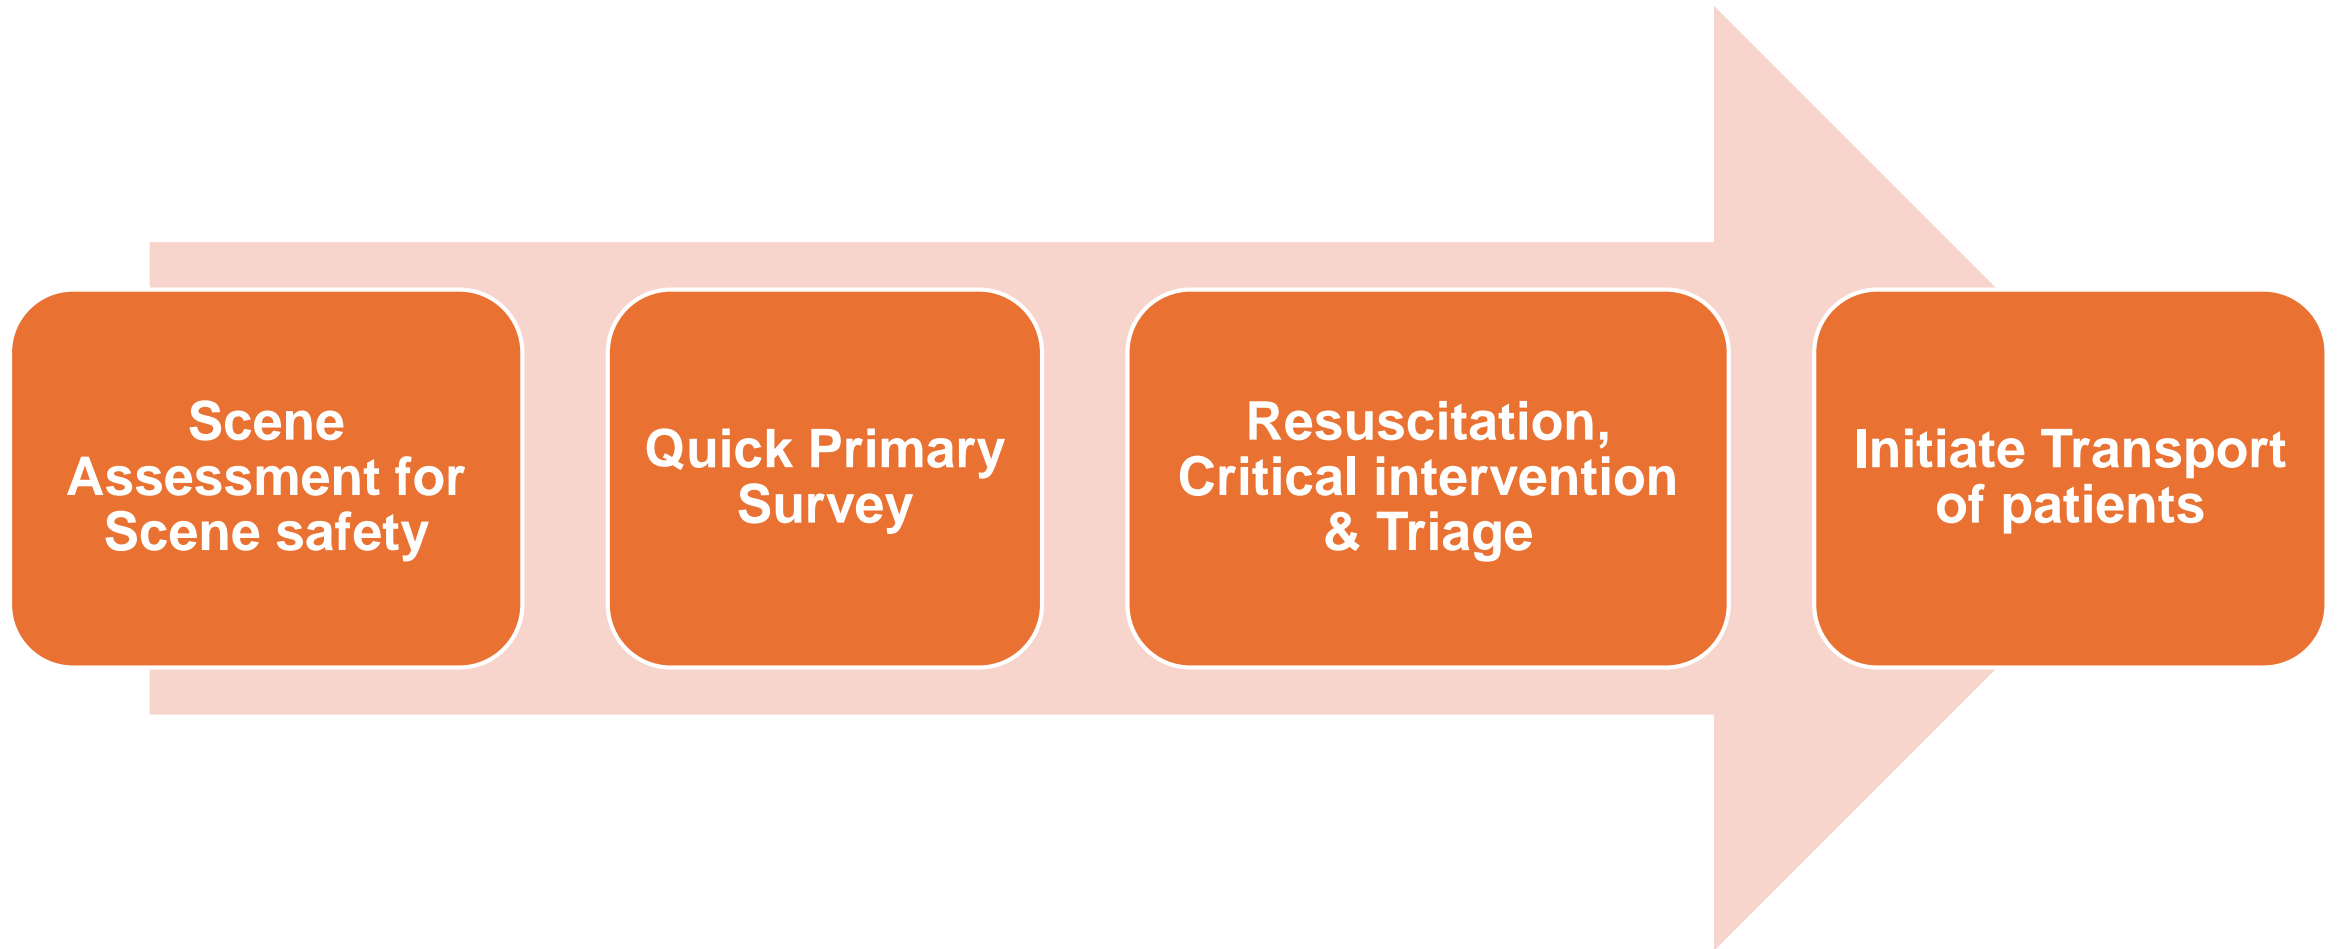 Scene
Assessment for
Scene safety
Quick Primary
Survey
Resuscitation,
Critical intervention
& Triage
Initiate Transport
of patients